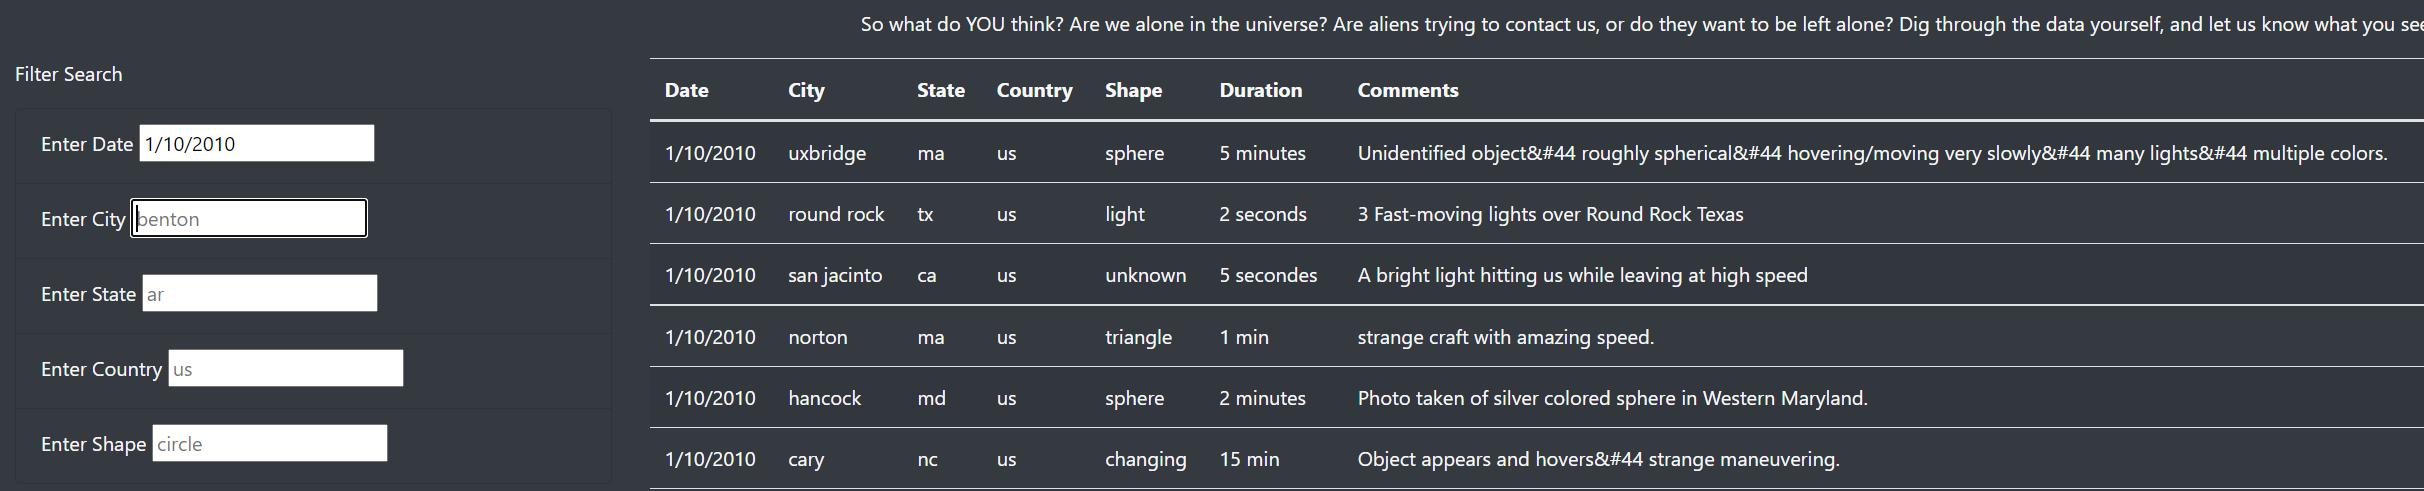 So what do YOU think? Are we alone in the universe? Are aliens trying to contact us, or do they want to be left alone? Dig through the data yourself, and let us know what you see
Filter Search
Enter Date 1/10/2010
Enter City benton
Enter State ar
Enter Country us
Enter Shape circle
Date City State Country Shape Duration Comments
1/10/2010 uxbridge ma us sphere 5 minutes Unidentified object&#44 roughly spherical&#44 hovering/moving very slowly&#44 many lights&#44 multiple colors.
1/10/2010 round rock tx us light 2 seconds 3 Fast-moving lights over Round Rock Texas
1/10/2010 san jacinto ca us unknown 5 secondes A bright light hitting us while leaving at high speed
1/10/2010 norton ma us triangle 1 min strange craft with amazing speed.
1/10/2010 hancock md us sphere 2 minutes Photo taken of silver colored sphere in Western Maryland.
1/10/2010 cary nc us changing 15 min Object appears and hovers&#44 strange maneuvering.